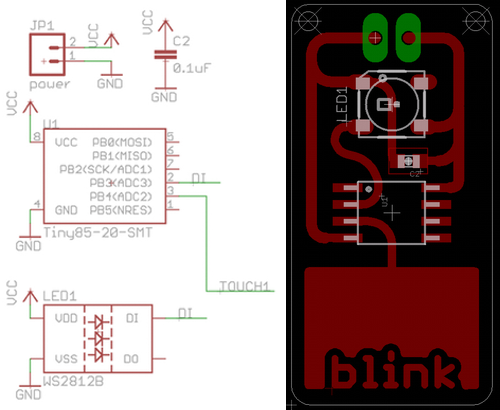 JP1
VCC
2
1
GND
power
VCC
C2
0.1uF
GND
VCC
U1
8
VCC
PB0(MOSI)
5
PB1(MISO)
6
PB2(SCK/ADC1)
7
PB3(ADC3)
2
DI
PB4(ADC2)
3
4
GND
PB5(NRES)
1
GND
Tiny85-20-SMT
TOUCH1
VCC
LED1
VDD
DI
DI
VSS
DO
GND
WS2812B
LED1
C2
U1
blink